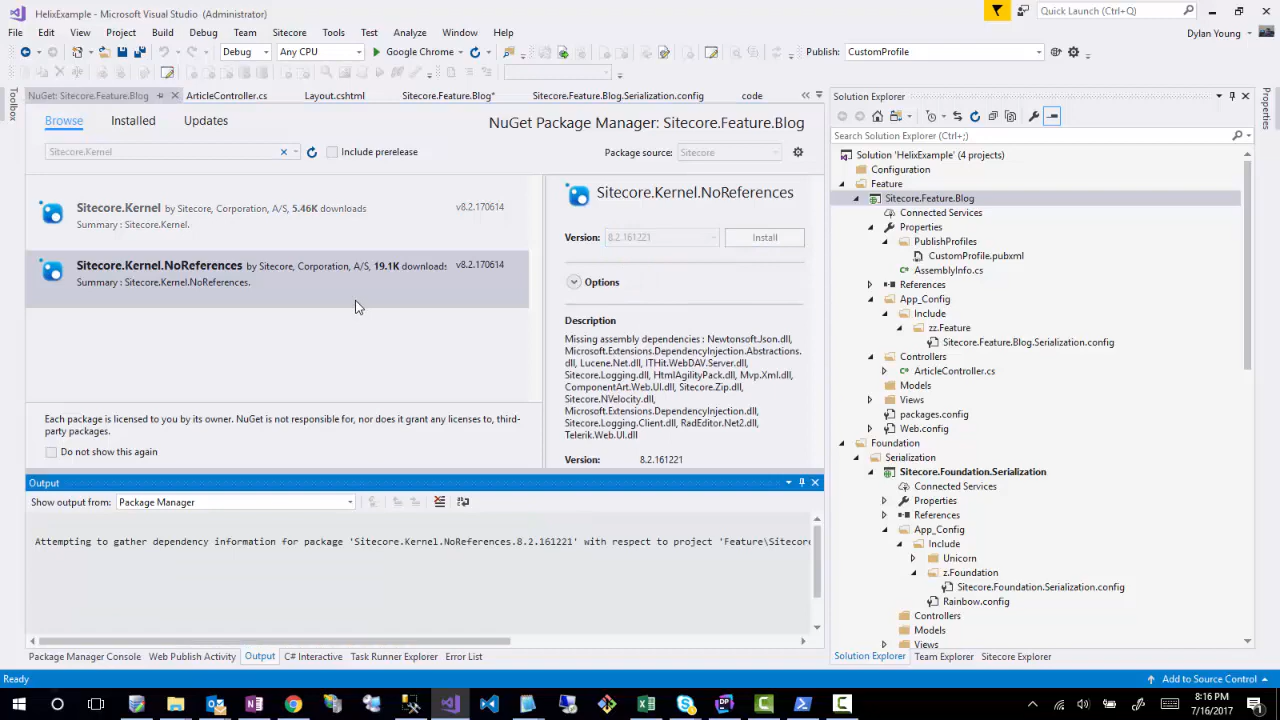 HelixExample - Microsoft Visual Studio (Administrator)
Quick Launch (Ctrl+Q)
File Edit View Project Build Debug Team Sitecore Tools Test Analyze Window Help
Dylan Young
Debug Any CPU Google Chrome Publish: CustomProfile
Toolbox
NuGet: Sitecore.Feature.Blog ArticleController.cs Layout.cshtml Sitecore.Feature.Blog* Sitecore.Feature.Blog.Serialization.config code
Browse Installed Updates
NuGet Package Manager: Sitecore.Feature.Blog
Sitecore.Kernel Include prerelease Package source: Sitecore
Sitecore.Kernel by Sitecore, Corporation, A/S, 5.46K downloads v8.2.170614
Summary : Sitecore.Kernel.
Sitecore.Kernel.NoReferences by Sitecore, Corporation, A/S, 19.1K downloads v8.2.170614
Summary : Sitecore.Kernel.NoReferences.
Each package is licensed to you by its owner. NuGet is not responsible for, nor does it grant any licenses to, third-
party packages.
Do not show this again
Sitecore.Kernel.NoReferences
Version: 8.2.161221 Install
Options
Description
Missing assembly dependencies : Newtonsoft.Json.dll,
Microsoft.Extensions.DependencyInjection.Abstractions.
dll, Lucene.Net.dll, ITHit.WebDAV.Server.dll,
Sitecore.Logging.dll, HtmlAgilityPack.dll, Mvp.Xml.dll,
ComponentArt.Web.UI.dll, Sitecore.Zip.dll,
Sitecore.NVelocity.dll,
Microsoft.Extensions.DependencyInjection.dll,
Sitecore.Logging.Client.dll, RadEditor.Net2.dll,
Telerik.Web.UI.dll
Version: 8.2.161221
Output
Show output from: Package Manager
Attempting to gather dependency information for package 'Sitecore.Kernel.NoReferences.8.2.161221' with respect to project 'Feature\Sitecore
Package Manager Console Web Publish Activity Output C# Interactive Task Runner Explorer Error List
Solution Explorer
Search Solution Explorer (Ctrl+;)
Solution 'HelixExample' (4 projects)
Configuration
Feature
Sitecore.Feature.Blog
Connected Services
Properties
PublishProfiles
CustomProfile.pubxml
AssemblyInfo.cs
References
App_Config
Include
zz.Feature
Sitecore.Feature.Blog.Serialization.config
Controllers
ArticleController.cs
Models
Views
packages.config
Web.config
Foundation
Serialization
Sitecore.Foundation.Serialization
Connected Services
Properties
References
App_Config
Include
Unicorn
z.Foundation
Sitecore.Foundation.Serialization.config
Rainbow.config
Controllers
Models
Views
Solution Explorer Team Explorer Sitecore Explorer
Properties
Ready
Add to Source Control
8:16 PM
7/16/2017